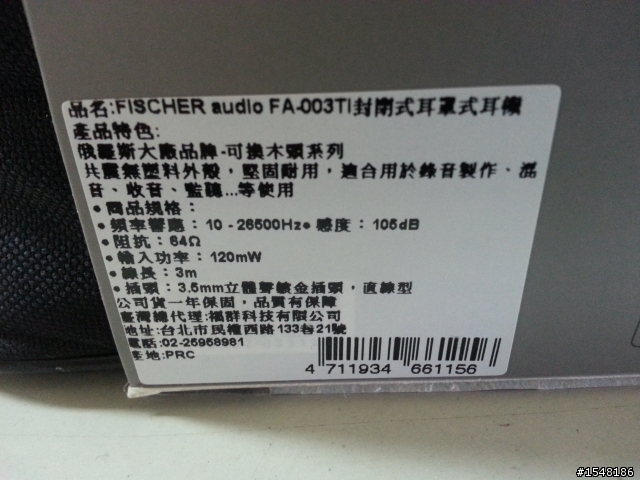 品名:FISCHER audio FA-003TI封閉式耳罩式耳機
產品特色:
俄羅斯大廠品牌-可換木頭系列
共震無塑料外殼，堅固耐用，適合用於錄音製作、混
音、收音、監聽...等使用
•商品規格：
•頻率響應：10 - 26500Hz•感度：105dB
•阻抗：64Ω
•輸入功率：120mW
•線長：3m
•插頭：3.5mm立體聲鍍金插頭，直線型
公司貨一年保固，品質有保障
臺灣總代理:福群科技有限公司
地址:台北市民權西路133巷21號
電話:02-25958981
產地:PRC
4 711934 661156
#1548186